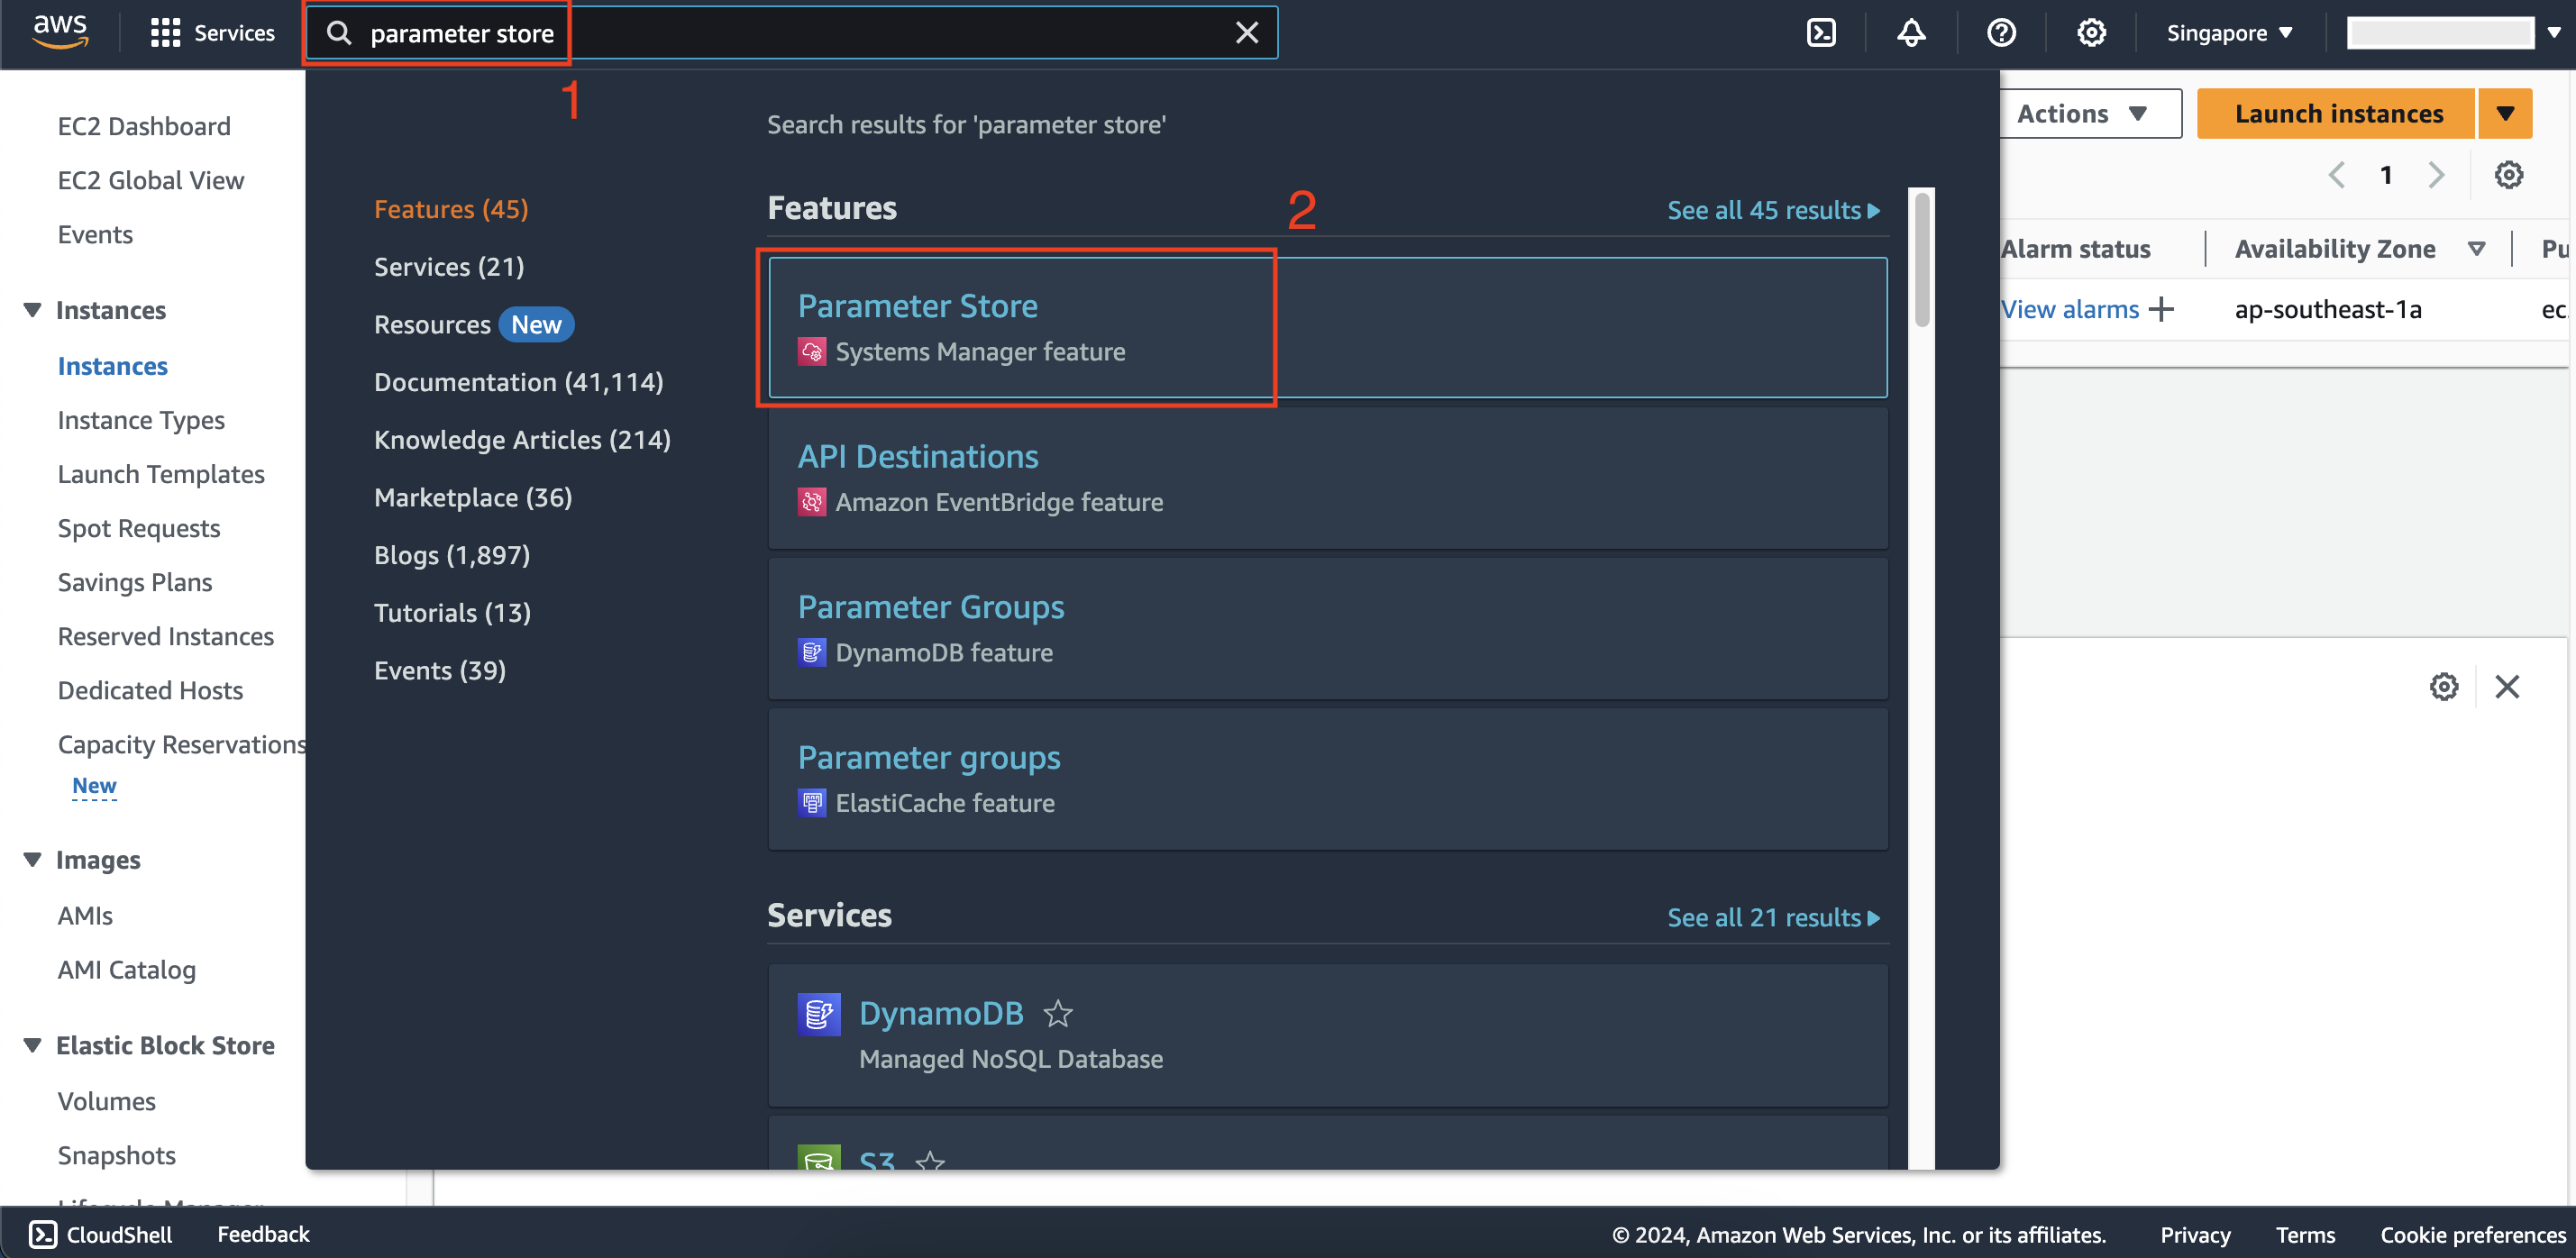 aws
Services
parameter store
Singapore
1
EC2 Dashboard
EC2 Global View
Events
Instances
Instances
Instance Types
Launch Templates
Spot Requests
Savings Plans
Reserved Instances
Dedicated Hosts
Capacity Reservations
New
Images
AMIs
AMI Catalog
Elastic Block Store
Volumes
Snapshots
Lifecycle Manager
Search results for 'parameter store'
Features (45)
Services (21)
Resources New
Documentation (41,114)
Knowledge Articles (214)
Marketplace (36)
Blogs (1,897)
Tutorials (13)
Events (39)
Features
2
See all 45 results
Parameter Store
Systems Manager feature
API Destinations
Amazon EventBridge feature
Parameter Groups
DynamoDB feature
Parameter groups
ElastiCache feature
Services
See all 21 results
DynamoDB
Managed NoSQL Database
S3
Actions
Launch instances
1
Alarm status
Availability Zone
Pu
View alarms
ap-southeast-1a
ec
CloudShell
Feedback
© 2024, Amazon Web Services, Inc. or its affiliates.
Privacy
Terms
Cookie preferences